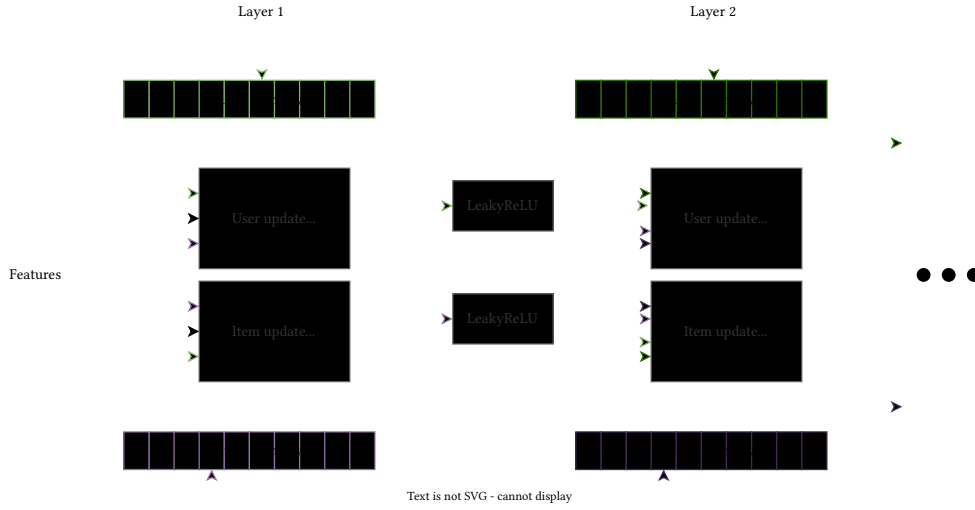 Layer 1
Layer 2
User update...
LeakyReLU
User update...
Features
Item update...
LeakyReLU
Item update...
Text is not SVG - cannot display